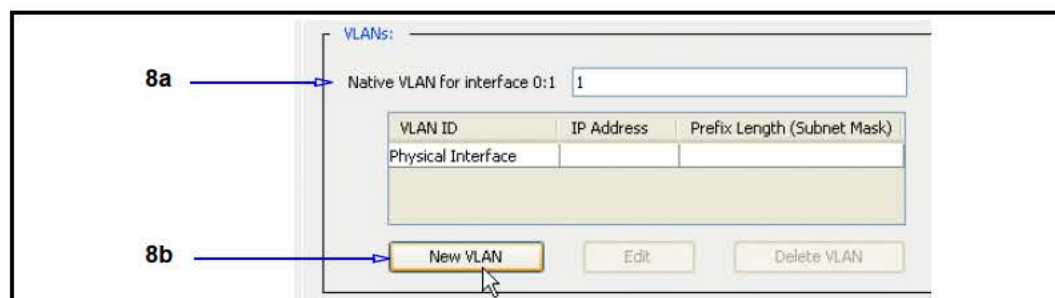 VLANs:
8a
Native VLAN for interface 0:1 1
VLAN ID IP Address Prefix Length (Subnet Mask)
Physical Interface
8b
New VLAN Edit Delete VLAN